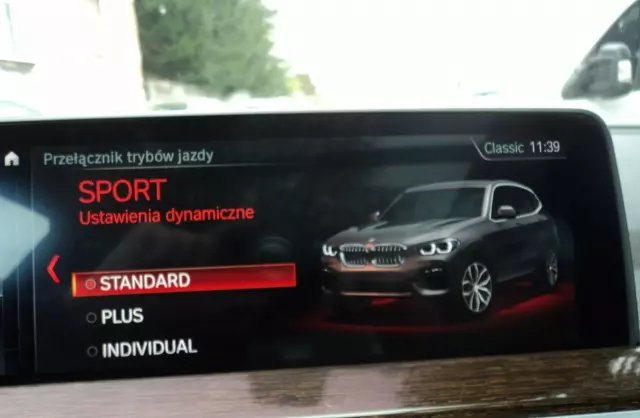 Przełącznik trybów jazdy
Classic 11:39
SPORT
Ustawienia dynamiczne
STANDARD
PLUS
INDIVIDUAL